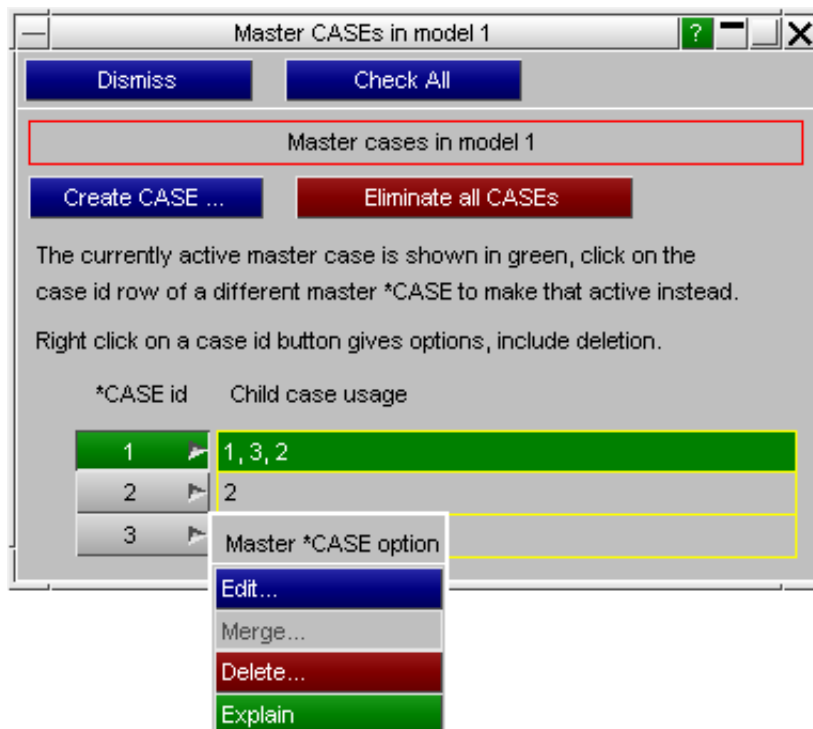 Master CASEs in model 1
?
Dismiss
Check All
Master cases in model 1
Create CASE ...
Eliminate all CASEs
The currently active master case is shown in green, click on the
case id row of a different master *CASE to make that active instead.
Right click on a case id button gives options, include deletion.
*CASE id Child case usage
1 1, 3, 2
2 2
3
Master *CASE option
Edit...
Merge...
Delete...
Explain